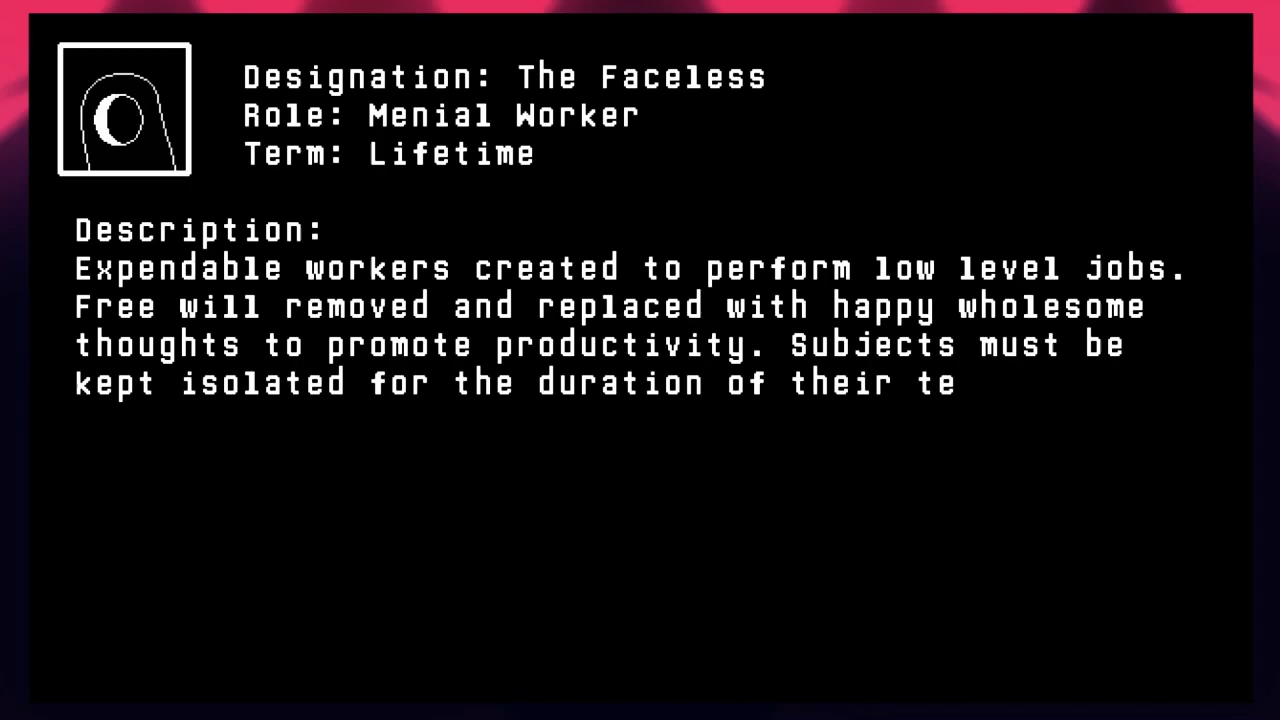 Designation: The Faceless
Role: Menial Worker
Term: Lifetime
Description:
Expendable workers created to perform low level jobs.
Free will removed and replaced with happy wholesome
thoughts to promote productivity. Subjects must be
kept isolated for the duration of their te